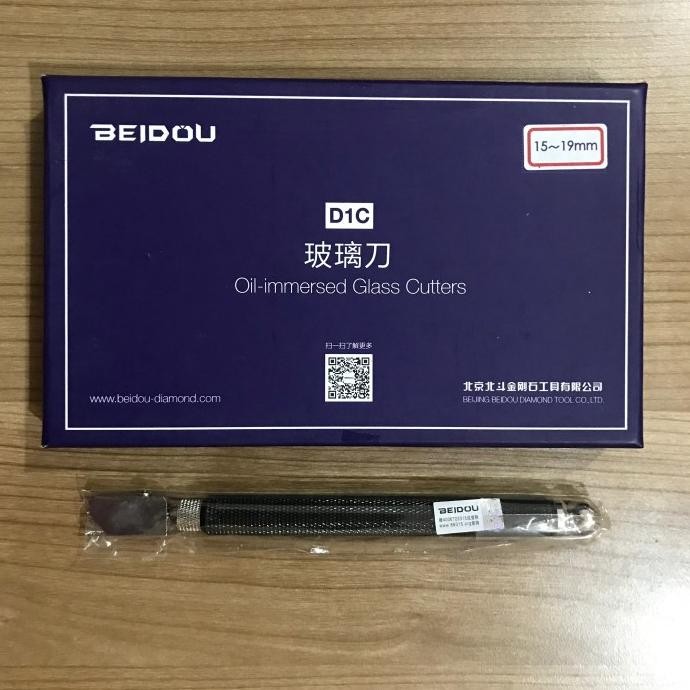 BEIDOU
15~19mm
D1C
玻璃刀
Oil-immersed Glass Cutters
扫一扫了解更多
www.beidou-diamond.com
北京北斗金刚石工具有限公司
BEIJING BEIDOU DIAMOND TOOL CO.,LTD.
BEIDOU